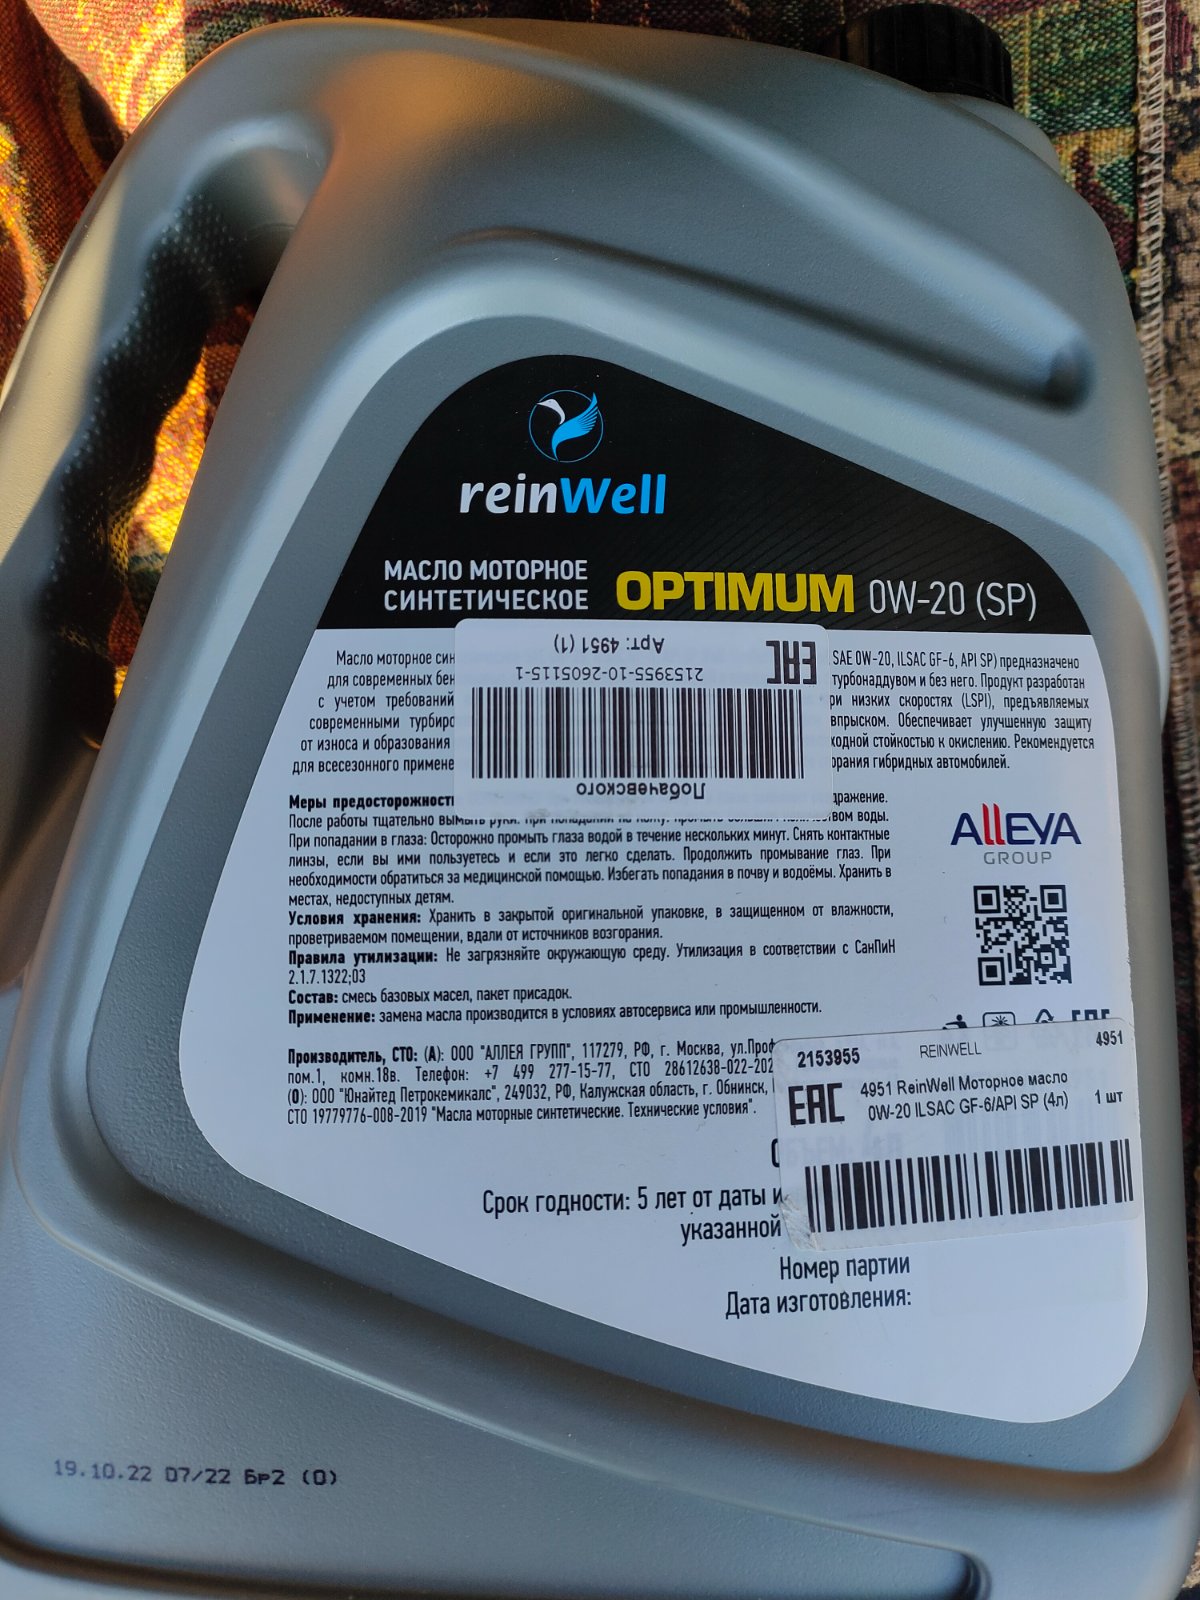 reinWell
МАСЛО МОТОРНОЕ
СИНТЕТИЧЕСКОЕ
OPTIMUM 0W-20 (SP)
Масло моторное син
для современных бен
с учетом требований
современными турбиро
от износа и образования
для всесезонного примене
SAE 0W-20, ILSAC GF-6, API SP) предназначено
турбонаддувом и без него. Продукт разработан
ри низких скоростях (LSPI), предъявляемых
впрыском. Обеспечивает улучшенную защиту
ходной стойкостью к окислению. Рекомендуется
орания гибридных автомобилей.
Лобачевского
2153955-10-2605115-1
Арт: 4951 (1)
EAC
Меры предосторожност
дражение.
После работы тщательно вымыть руки. При попадании на кожу: Промыть большим количеством воды.
При попадании в глаза: Осторожно промыть глаза водой в течение нескольких минут. Снять контактные
линзы, если вы ими пользуетесь и если это легко сделать. Продолжить промывание глаз. При
необходимости обратиться за медицинской помощью. Избегать попадания в почву и водоёмы. Хранить в
местах, недоступных детям.
Условия хранения: Хранить в закрытой оригинальной упаковке, в защищенном от влажности,
проветриваемом помещении, вдали от источников возгорания.
Правила утилизации: Не загрязняйте окружающую среду. Утилизация в соответствии с СанПиН
2.1.7.1322;03
Состав: смесь базовых масел, пакет присадок.
Применение: замена масла производится в условиях автосервиса или промышленности.
AllEYA
GROUP
Производитель, СТО: (А): ООО "АЛЛЕЯ ГРУПП", 117279, РФ, г. Москва, ул.Проф
пом.1, комн.18в. Телефон: +7 499 277-15-77, СТО 28612638-022-202
(О): ООО "Юнайтед Петрокемикалс", 249032, РФ, Калужская область, г. Обнинск,
СТО 19779776-008-2019 "Масла моторные синтетические. Технические условия".
2153955 REINWELL 4951
EAC
4951 ReinWell Моторное масло
0W-20 ILSAC GF-6/API SP (4л) 1 шт
Срок годности: 5 лет от даты и
указанной
Номер партии
Дата изготовления:
19.10.22 07/22 Бр2 (О)